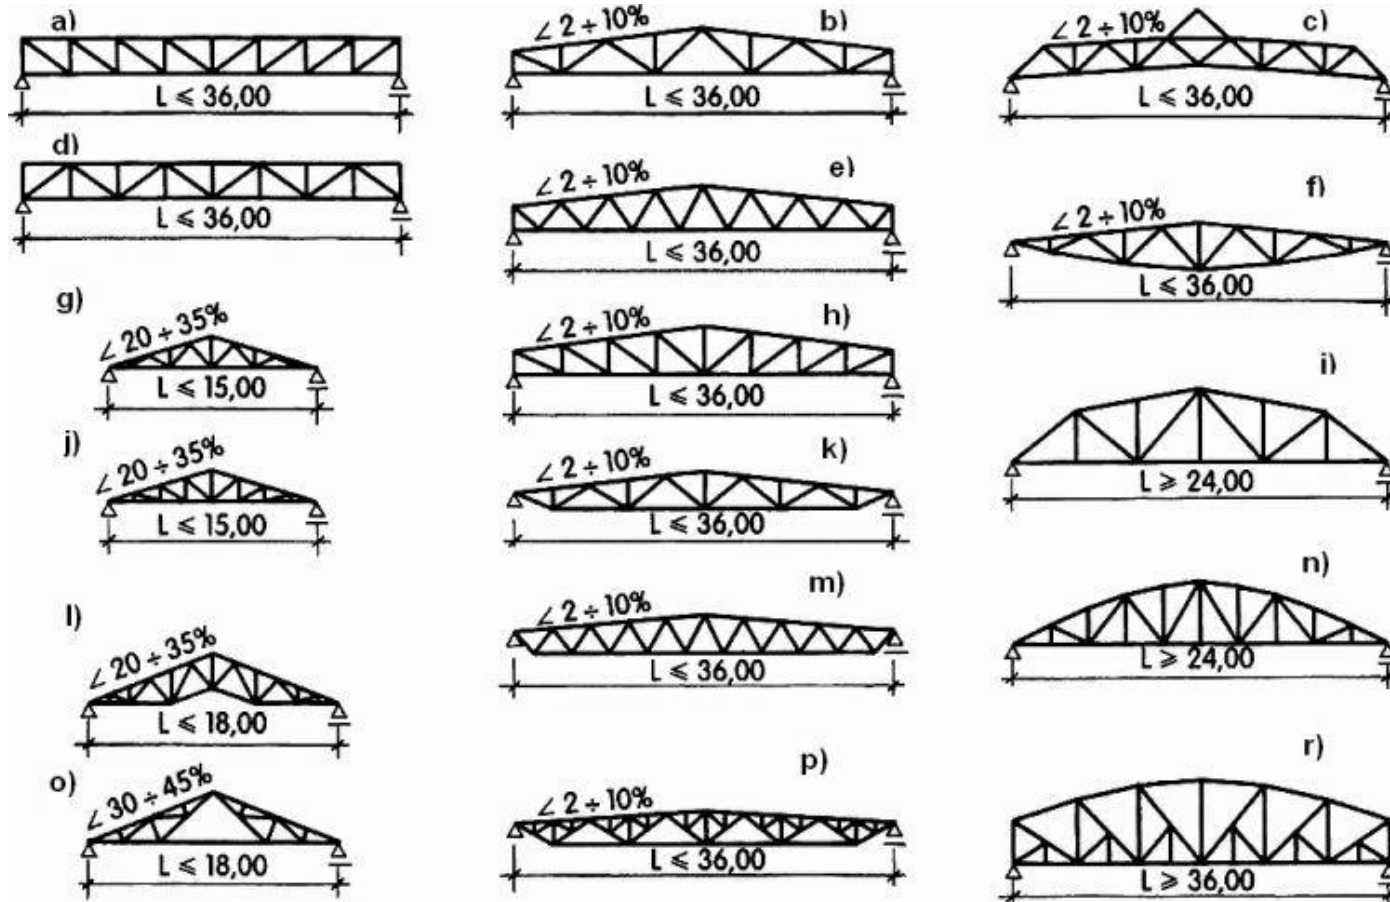 a)
L ⩽ 36,00
b)
∠ 2 ÷ 10%
L ⩽ 36,00
c)
∠ 2 ÷ 10%
L ⩽ 36,00
d)
L ⩽ 36,00
e)
∠ 2 ÷ 10%
L ⩽ 36,00
f)
∠ 2 ÷ 10%
L ⩽ 36,00
g)
∠ 20 ÷ 35%
L ⩽ 15,00
h)
∠ 2 ÷ 10%
L ⩽ 36,00
i)
L ⩾ 24,00
j)
∠ 20 ÷ 35%
L ⩽ 15,00
k)
∠ 2 ÷ 10%
L ⩽ 36,00
l)
∠ 20 ÷ 35%
L ⩽ 18,00
m)
∠ 2 ÷ 10%
L ⩽ 36,00
n)
L ⩾ 24,00
o)
∠ 30 ÷ 45%
L ⩽ 18,00
p)
∠ 2 ÷ 10%
L ⩽ 36,00
r)
L ⩾ 36,00